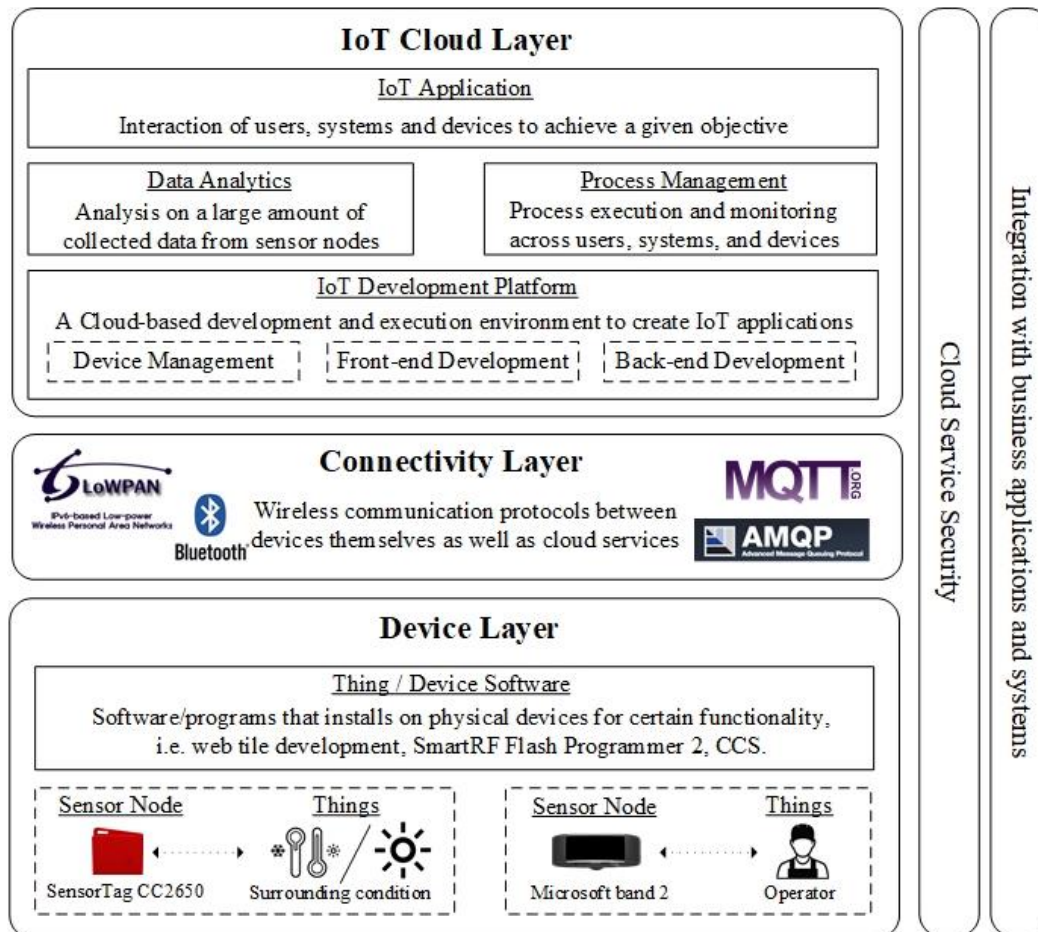 IoT Cloud Layer
IoT Application
Interaction of users, systems and devices to achieve a given objective
Data Analytics
Analysis on a large amount of
collected data from sensor nodes
Process Management
Process execution and monitoring
across users, systems, and devices
IoT Development Platform
A Cloud-based development and execution environment to create IoT applications
Device Management
Front-end Development
Back-end Development
Connectivity Layer
6LoWPAN
IPv6-based Low-power
Wireless Personal Area Networks
Bluetooth
Wireless communication protocols between
devices themselves as well as cloud services
MQTT.ORG
AMQP
Advanced Message Queuing Protocol
Device Layer
Thing / Device Software
Software/programs that installs on physical devices for certain functionality,
i.e. web tile development, SmartRF Flash Programmer 2, CCS.
Sensor Node
Things
SensorTag CC2650
Surrounding condition
Sensor Node
Things
Microsoft band 2
Operator
Cloud Service Security
Integration with business applications and systems